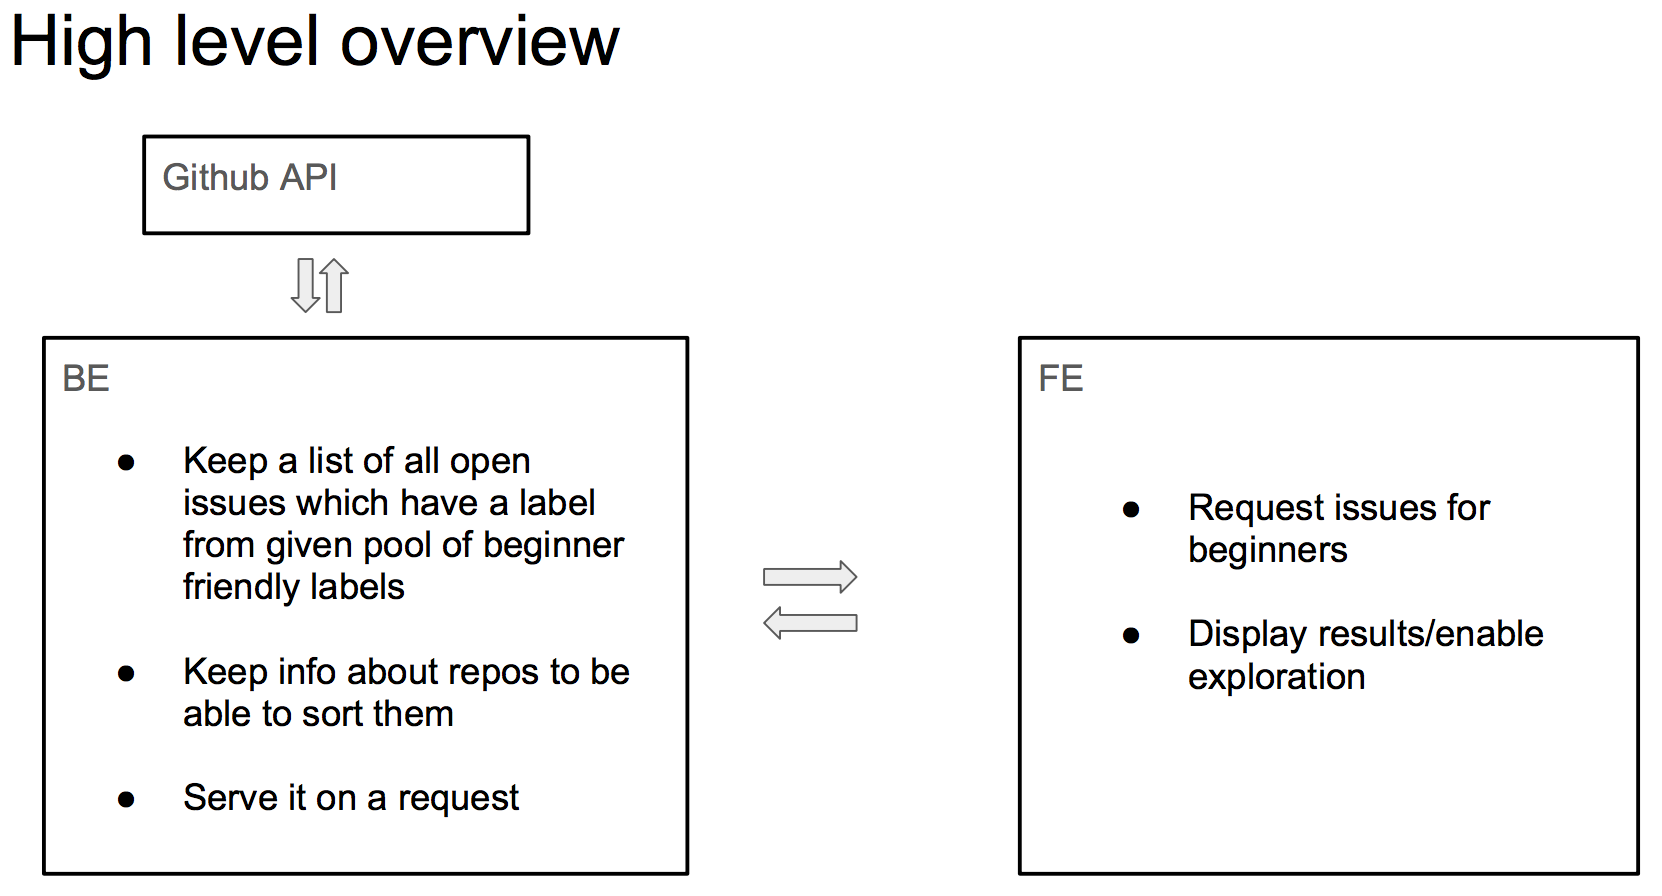 High level overview
Github API
BE
● Keep a list of all open
issues which have a label
from given pool of beginner
friendly labels
● Keep info about repos to be
able to sort them
● Serve it on a request
FE
● Request issues for
beginners
● Display results/enable
exploration